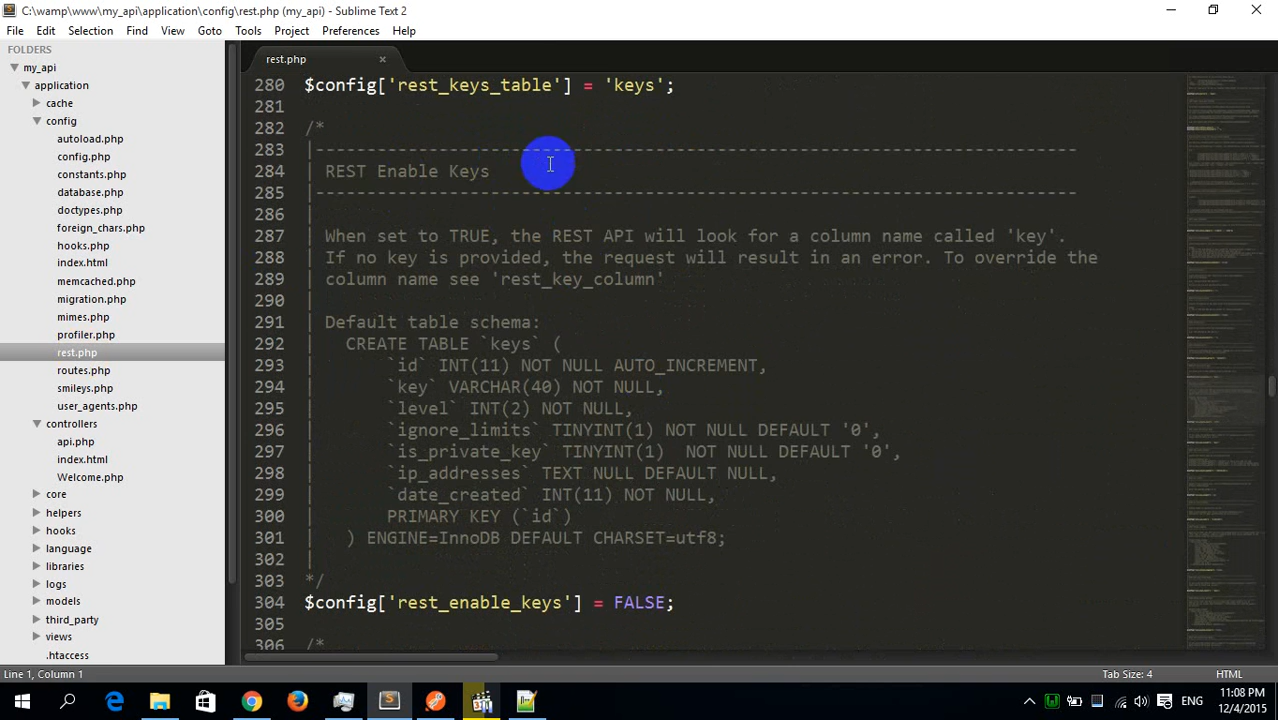 C:\wamp\www\my_api\application\config\rest.php (my_api) - Sublime Text 2
File Edit Selection Find View Goto Tools Project Preferences Help
FOLDERS
my_api
application
cache
config
autoload.php
config.php
constants.php
database.php
doctypes.php
foreign_chars.php
hooks.php
index.html
memcached.php
migration.php
mimes.php
profiler.php
rest.php
routes.php
smileys.php
user_agents.php
controllers
api.php
index.html
Welcome.php
core
helpers
hooks
language
libraries
logs
models
third_party
views
.htaccess
rest.php
280 $config['rest_keys_table'] = 'keys';
281
282 /*
283 |--------------------------------------------------------------------------
284 | REST Enable Keys
285 |--------------------------------------------------------------------------
286 |
287 | When set to TRUE, the REST API will look for a column name called 'key'.
288 | If no key is provided, the request will result in an error. To override the
289 | column name see 'rest_key_column'
290 |
291 | Default table schema:
292 |   CREATE TABLE `keys` (
293 |       `id` INT(11) NOT NULL AUTO_INCREMENT,
294 |       `key` VARCHAR(40) NOT NULL,
295 |       `level` INT(2) NOT NULL,
296 |       `ignore_limits` TINYINT(1) NOT NULL DEFAULT '0',
297 |       `is_private_key` TINYINT(1)  NOT NULL DEFAULT '0',
298 |       `ip_addresses` TEXT NULL DEFAULT NULL,
299 |       `date_created` INT(11) NOT NULL,
300 |       PRIMARY KEY (`id`)
301 |   ) ENGINE=InnoDB DEFAULT CHARSET=utf8;
302 |
303 */
304 $config['rest_enable_keys'] = FALSE;
305
306 /*
Line 1, Column 1
Tab Size: 4
HTML
ENG
11:08 PM
12/4/2015